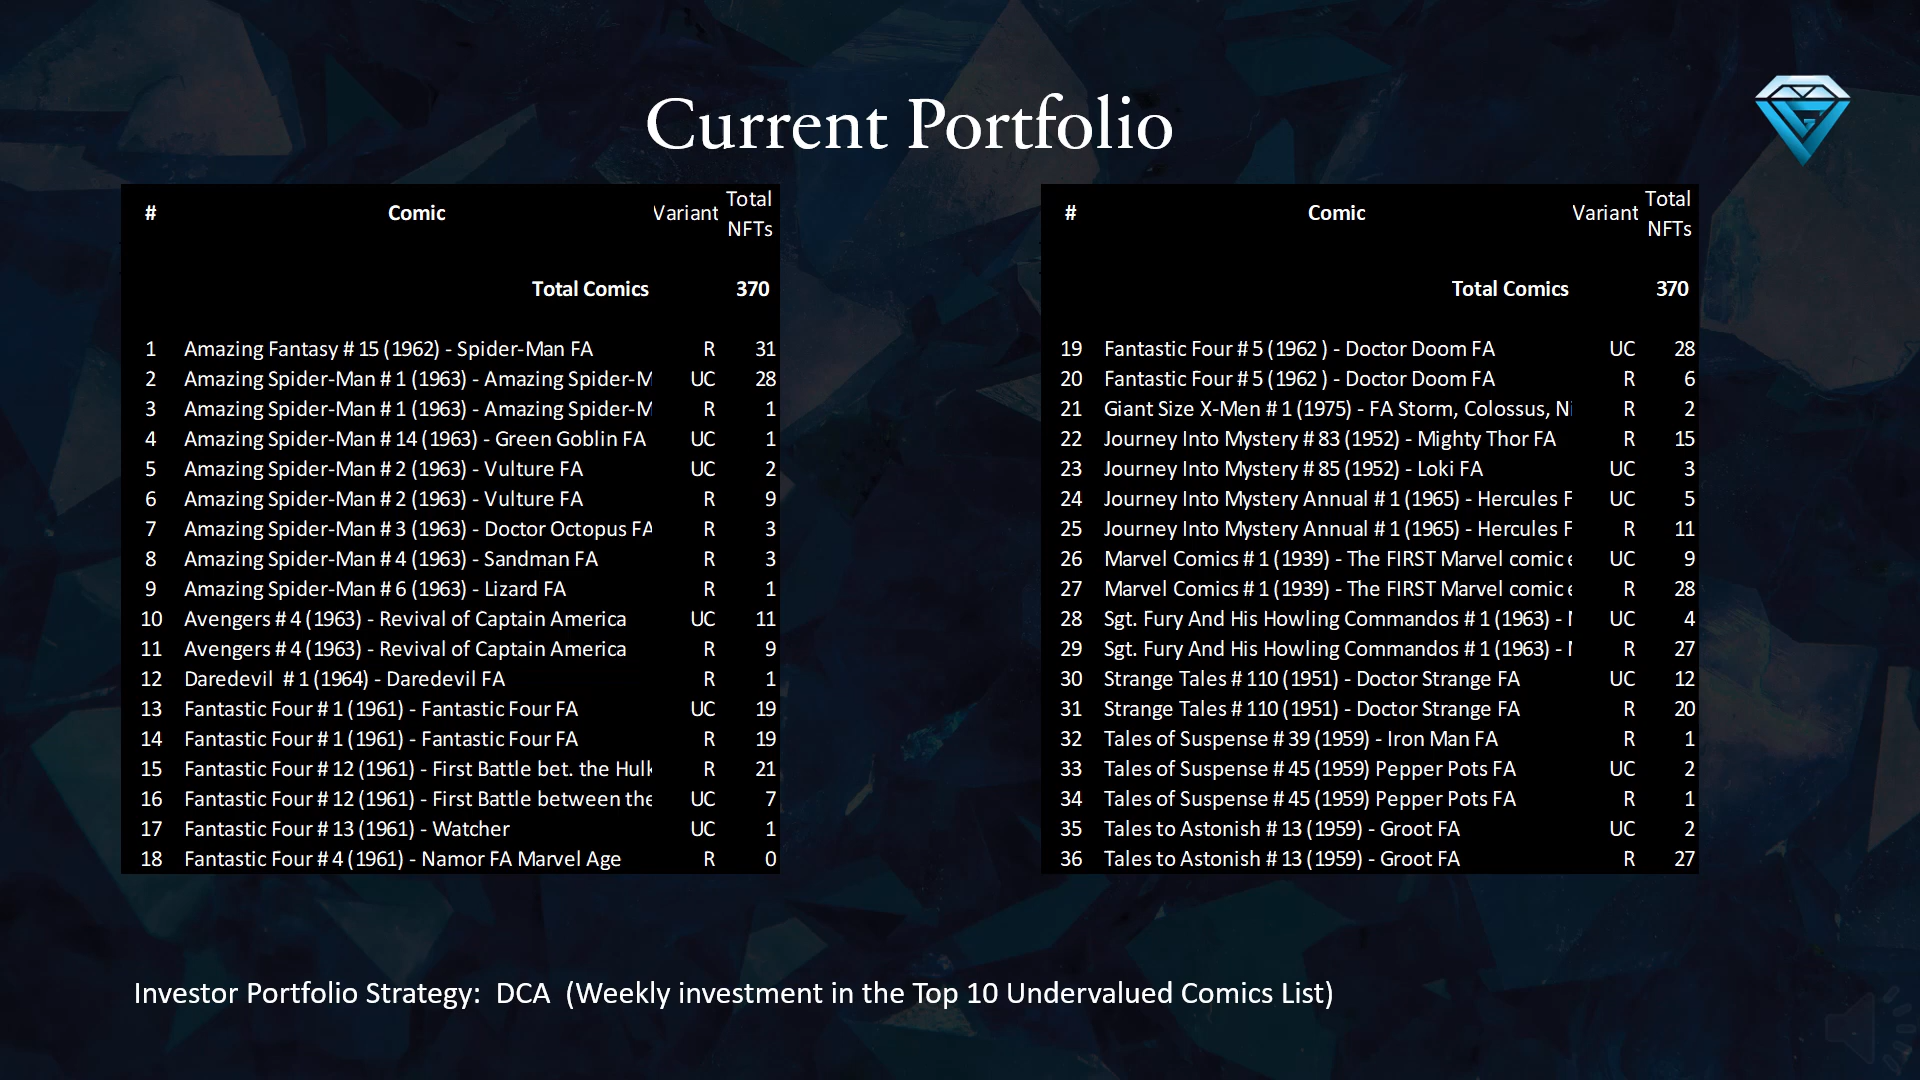 Current Portfolio
# Comic Variant Total NFTs
Total Comics 370
1 Amazing Fantasy # 15 (1962) - Spider-Man FA R 31
2 Amazing Spider-Man # 1 (1963) - Amazing Spider-M UC 28
3 Amazing Spider-Man # 1 (1963) - Amazing Spider-M R 1
4 Amazing Spider-Man # 14 (1963) - Green Goblin FA UC 1
5 Amazing Spider-Man # 2 (1963) - Vulture FA UC 2
6 Amazing Spider-Man # 2 (1963) - Vulture FA R 9
7 Amazing Spider-Man # 3 (1963) - Doctor Octopus FA R 3
8 Amazing Spider-Man # 4 (1963) - Sandman FA R 3
9 Amazing Spider-Man # 6 (1963) - Lizard FA R 1
10 Avengers # 4 (1963) - Revival of Captain America UC 11
11 Avengers # 4 (1963) - Revival of Captain America R 9
12 Daredevil # 1 (1964) - Daredevil FA R 1
13 Fantastic Four # 1 (1961) - Fantastic Four FA UC 19
14 Fantastic Four # 1 (1961) - Fantastic Four FA R 19
15 Fantastic Four # 12 (1961) - First Battle bet. the Hulk R 21
16 Fantastic Four # 12 (1961) - First Battle between the UC 7
17 Fantastic Four # 13 (1961) - Watcher UC 1
18 Fantastic Four # 4 (1961) - Namor FA Marvel Age R 0
# Comic Variant Total NFTs
Total Comics 370
19 Fantastic Four # 5 (1962 ) - Doctor Doom FA UC 28
20 Fantastic Four # 5 (1962 ) - Doctor Doom FA R 6
21 Giant Size X-Men # 1 (1975) - FA Storm, Colossus, Ni R 2
22 Journey Into Mystery # 83 (1952) - Mighty Thor FA R 15
23 Journey Into Mystery # 85 (1952) - Loki FA UC 3
24 Journey Into Mystery Annual # 1 (1965) - Hercules F UC 5
25 Journey Into Mystery Annual # 1 (1965) - Hercules F R 11
26 Marvel Comics # 1 (1939) - The FIRST Marvel comic e UC 9
27 Marvel Comics # 1 (1939) - The FIRST Marvel comic e R 28
28 Sgt. Fury And His Howling Commandos # 1 (1963) - UC 4
29 Sgt. Fury And His Howling Commandos # 1 (1963) - R 27
30 Strange Tales # 110 (1951) - Doctor Strange FA UC 12
31 Strange Tales # 110 (1951) - Doctor Strange FA R 20
32 Tales of Suspense # 39 (1959) - Iron Man FA R 1
33 Tales of Suspense # 45 (1959) Pepper Pots FA UC 2
34 Tales of Suspense # 45 (1959) Pepper Pots FA R 1
35 Tales to Astonish # 13 (1959) - Groot FA UC 2
36 Tales to Astonish # 13 (1959) - Groot FA R 27
Investor Portfolio Strategy: DCA (Weekly investment in the Top 10 Undervalued Comics List)